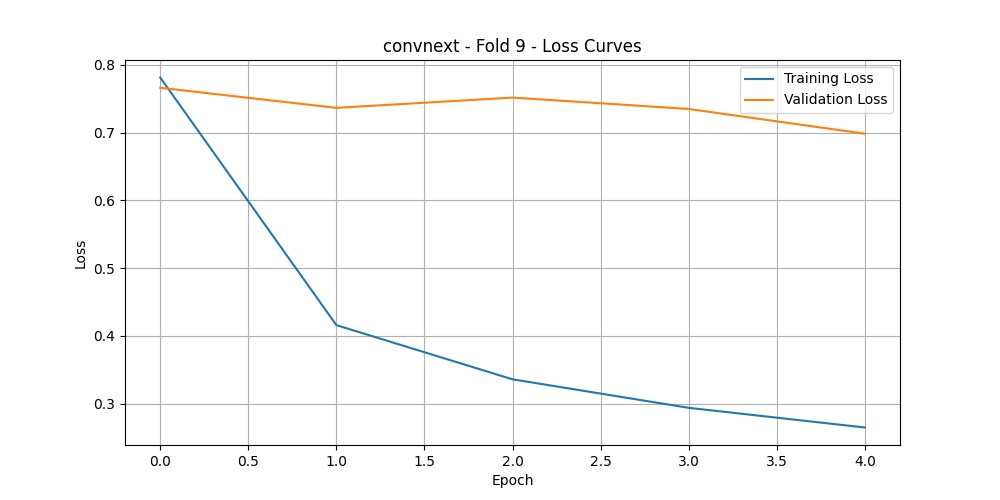 convnext - Fold 9 - Loss Curves
Training Loss
Validation Loss
Loss
0.8
0.7
0.6
0.5
0.4
0.3
0.0 0.5 1.0 1.5 2.0 2.5 3.0 3.5 4.0
Epoch